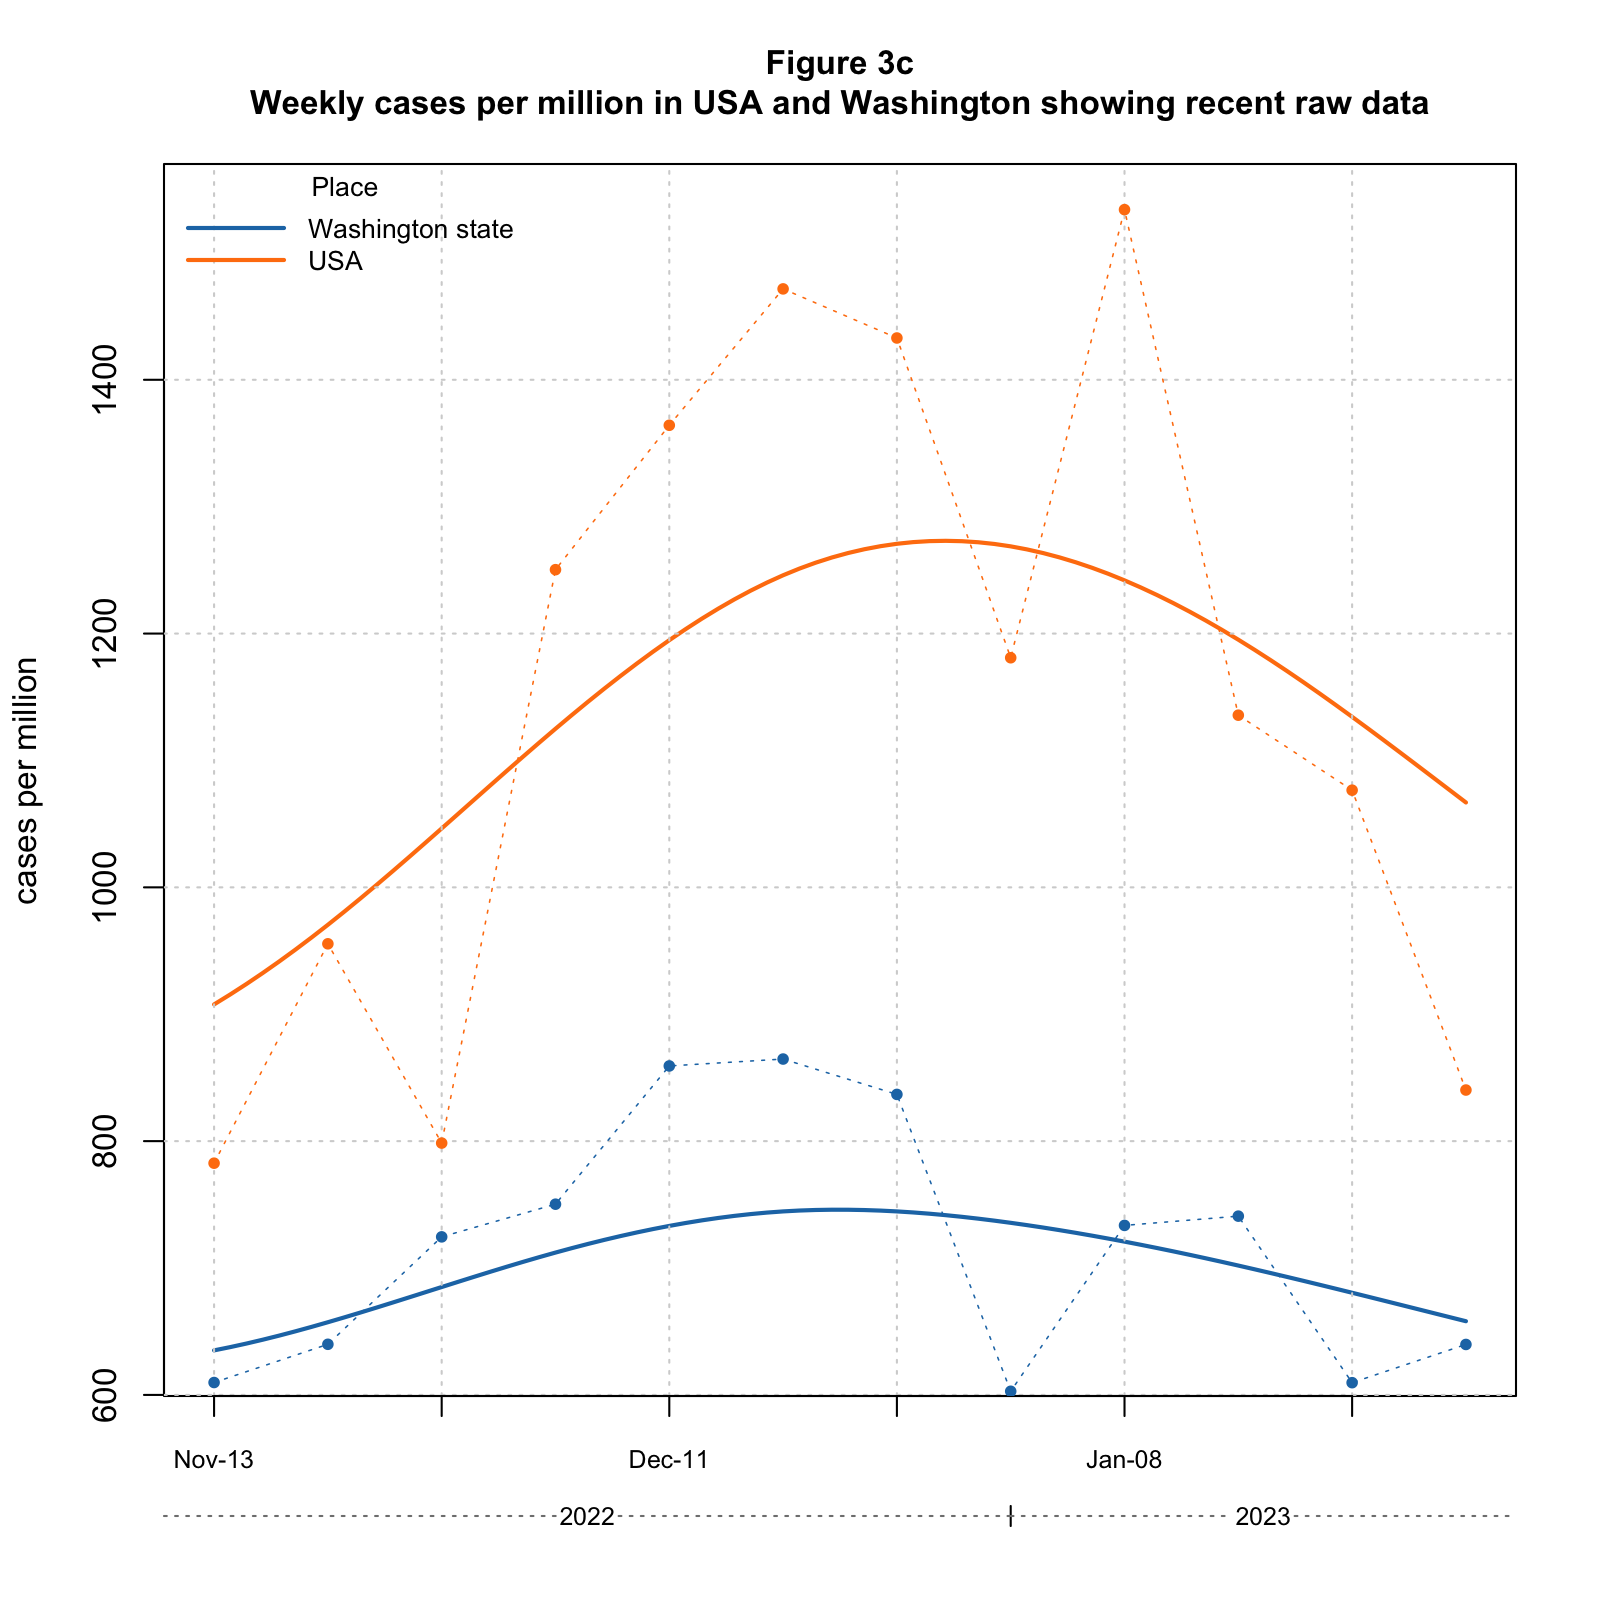 Figure 3c
Weekly cases per million in USA and Washington showing recent raw data
Place
Washington state
USA
cases per million
1400
1200
1000
800
600
Nov-13 Dec-11 Jan-08
2022 2023